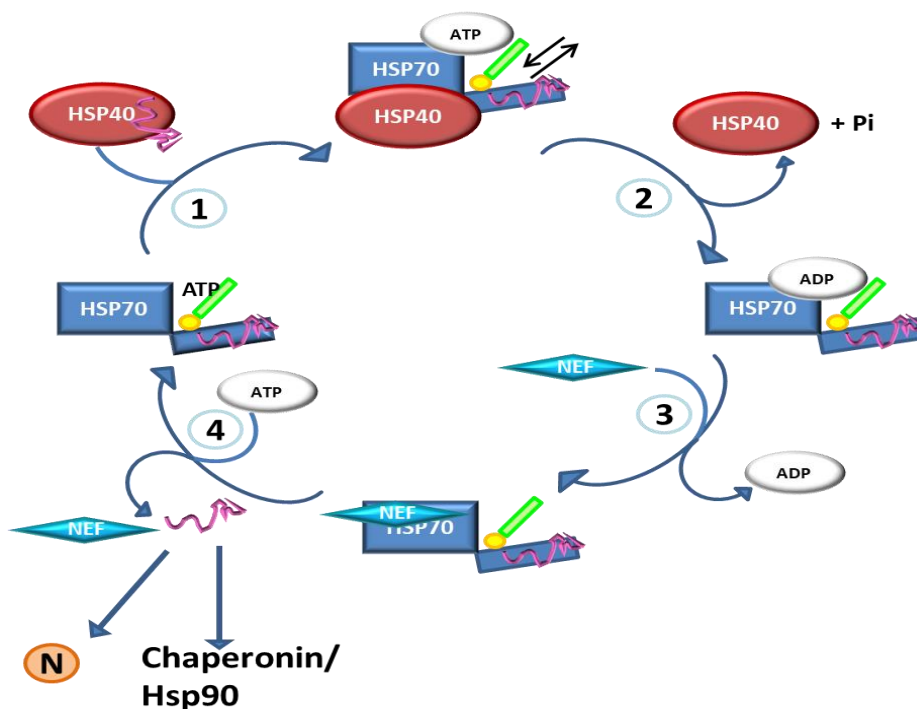 ATP
HSP70
HSP40
HSP40
HSP40
+ Pi
1
2
ATP
HSP70
ADP
HSP70
NEF
3
ATP
4
ADP
NEF
HSP70
NEF
N
Chaperonin/
Hsp90